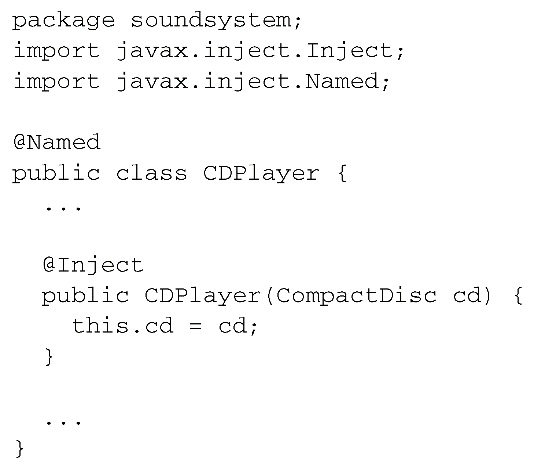 package soundsystem;
import javax.inject.Inject;
import javax.inject.Named;

@Named
public class CDPlayer {
  ...

  @Inject
  public CDPlayer(CompactDisc cd) {
    this.cd = cd;
  }

  ...
}